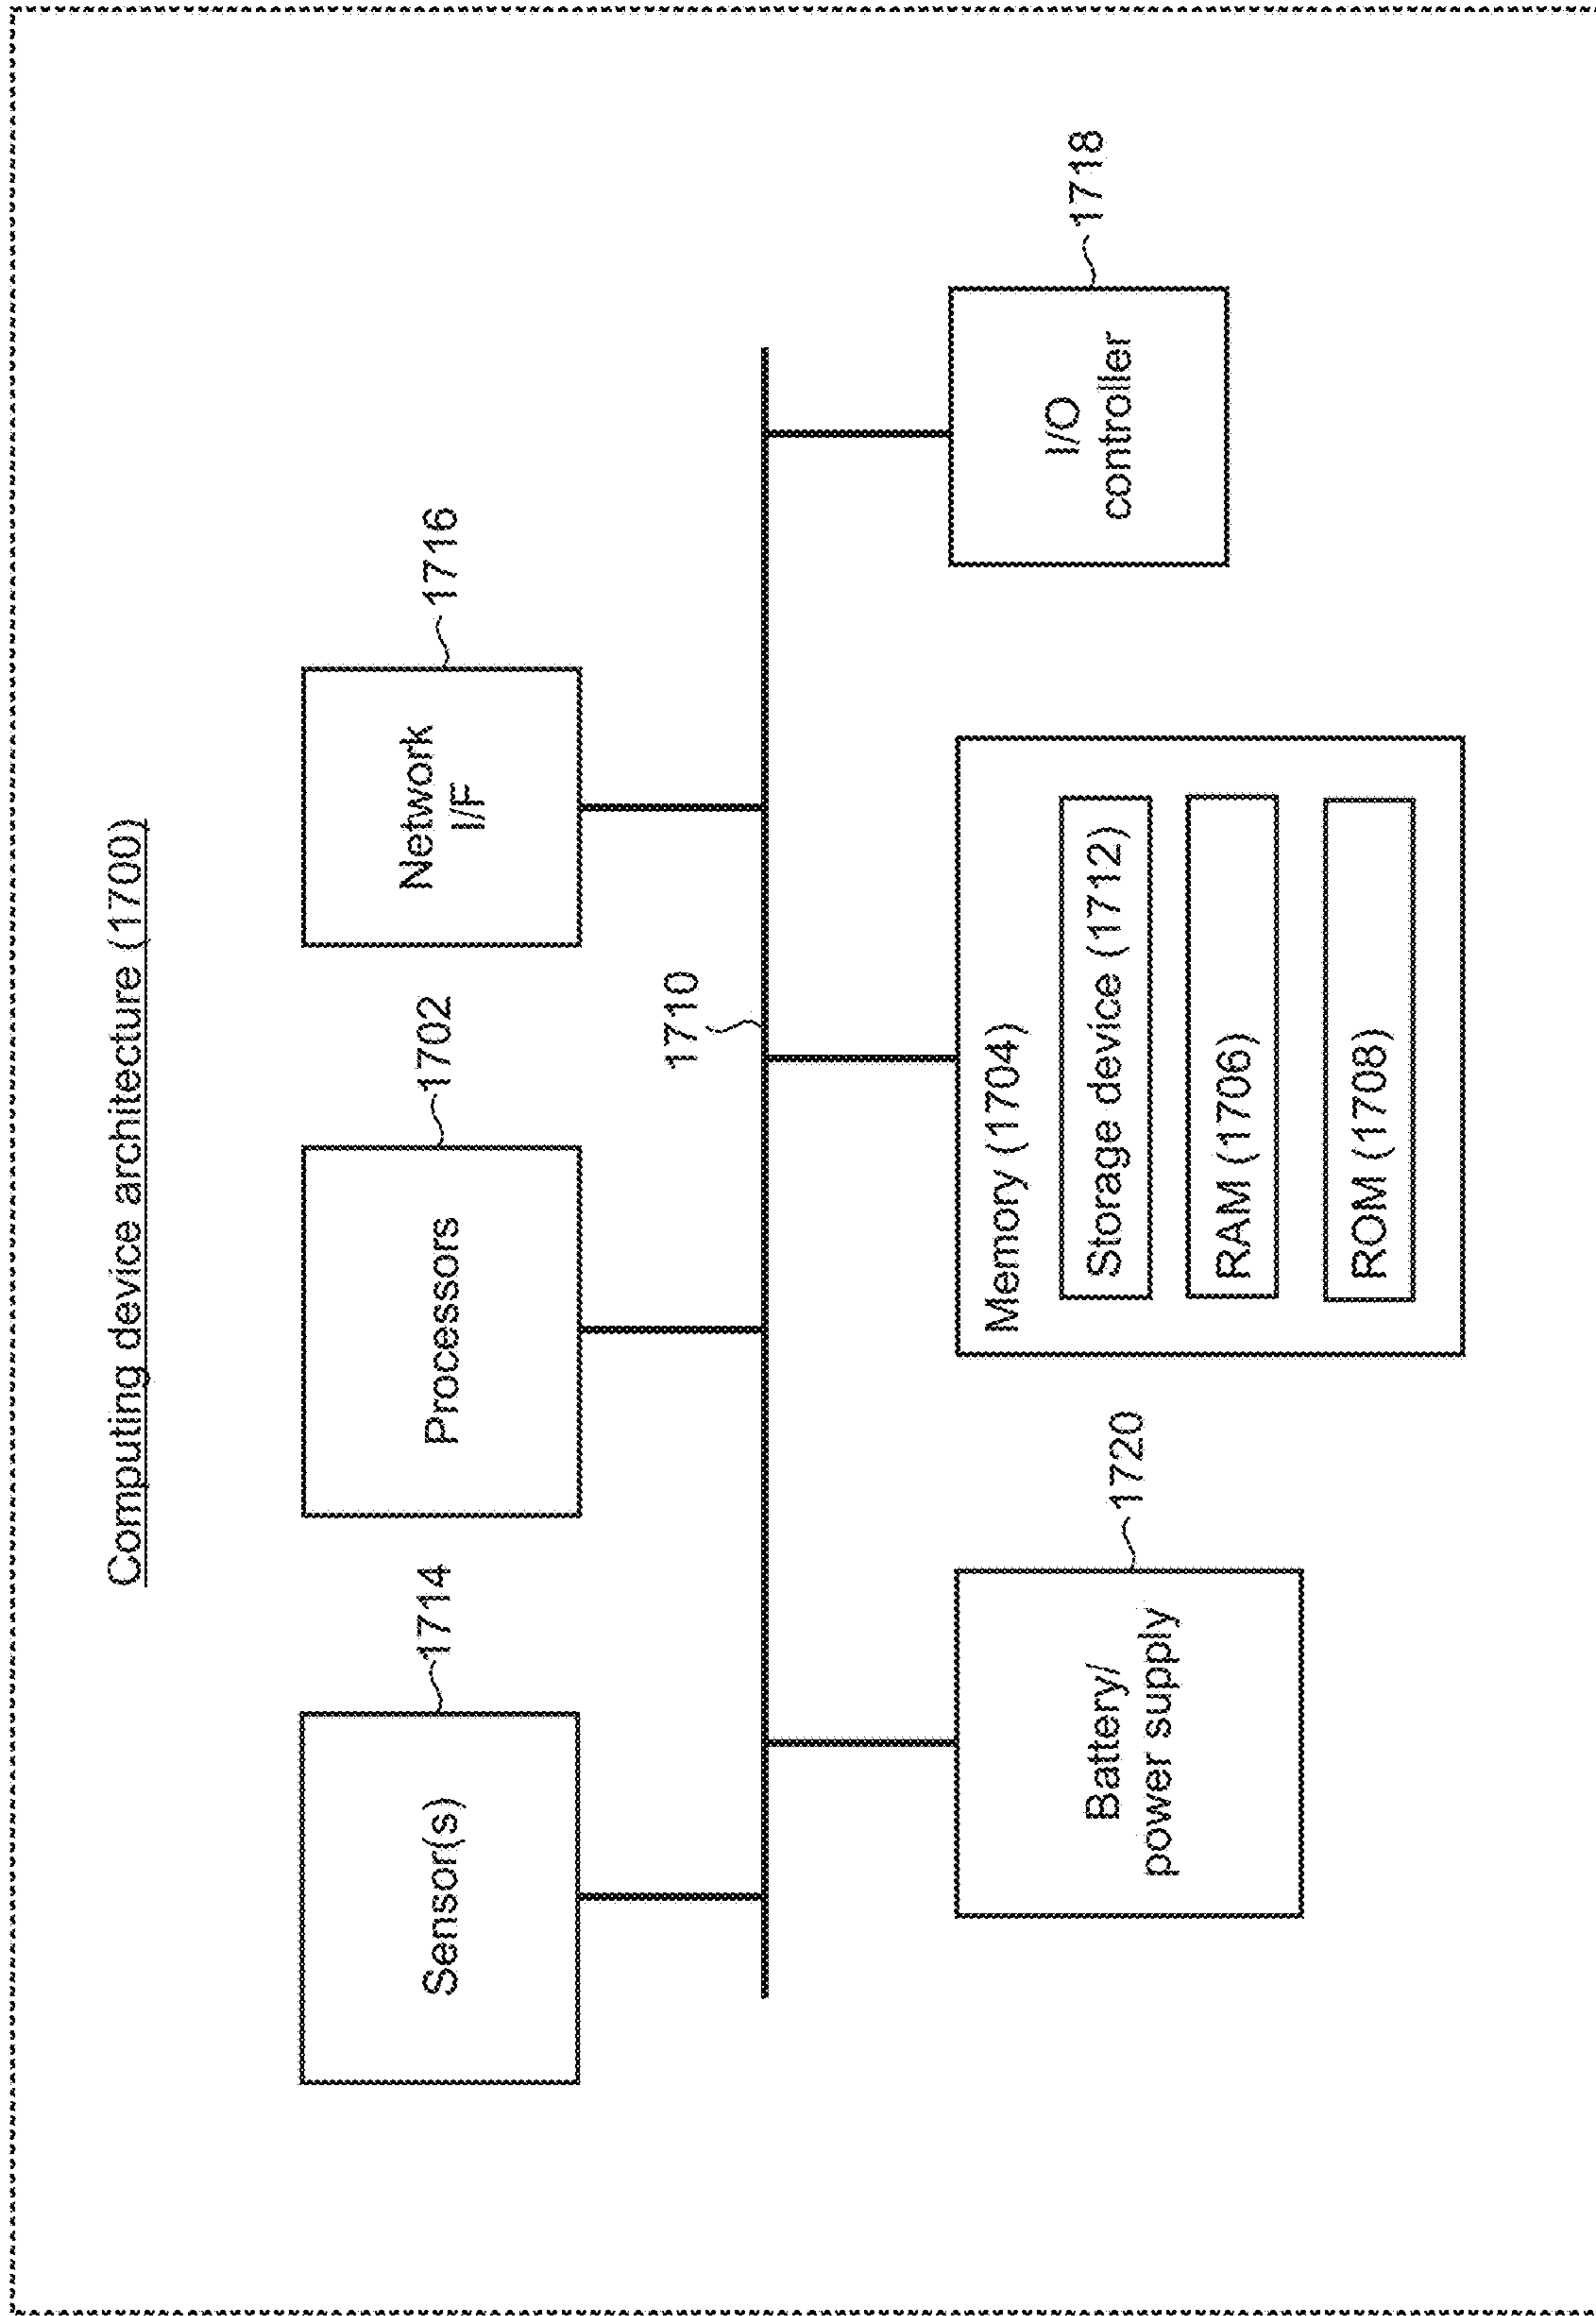 Computing device architecture (1700)
Sensor(s)
1714
Processors
1702
Network
I/F
1716
1710
Battery/
power supply
1720
Memory (1704)
Storage device (1712)
RAM (1706)
ROM (1708)
I/O
controller
1718